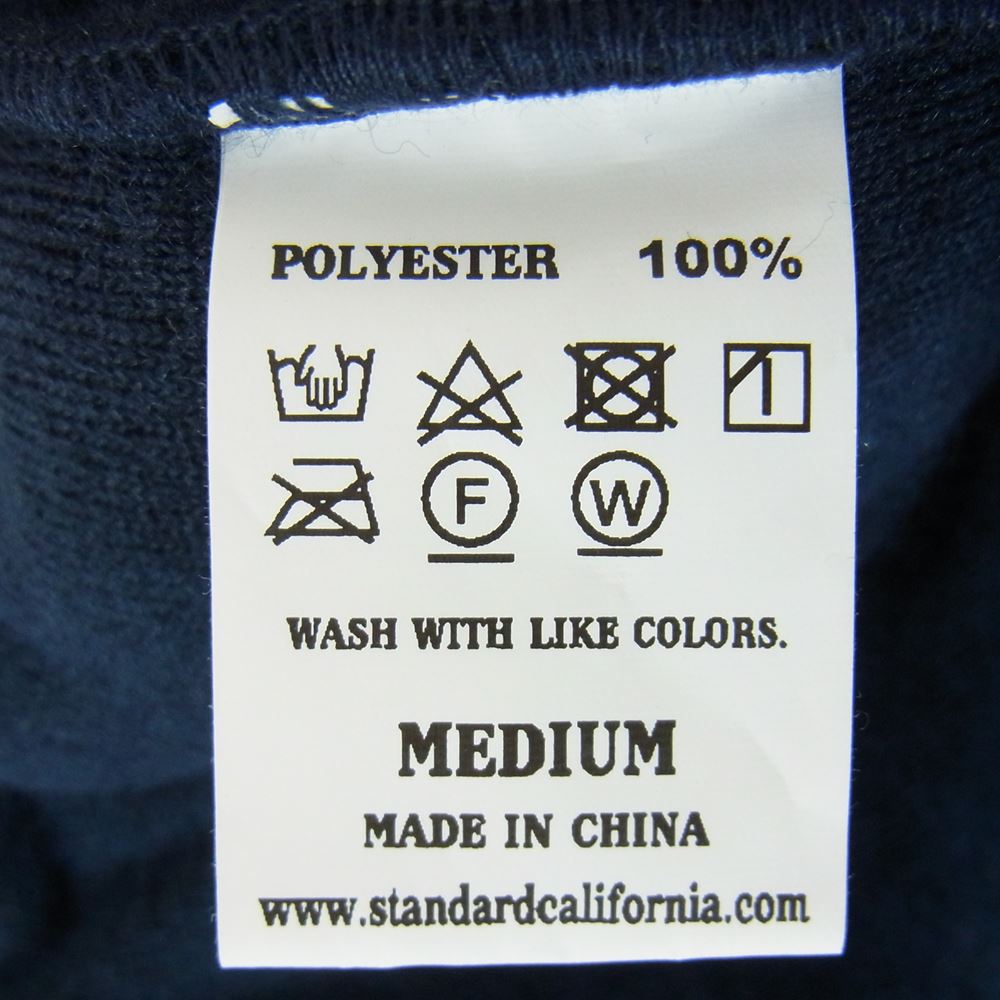 POLYESTER 100%
F W
WASH WITH LIKE COLORS.
MEDIUM
MADE IN CHINA
www.standardcalifornia.com